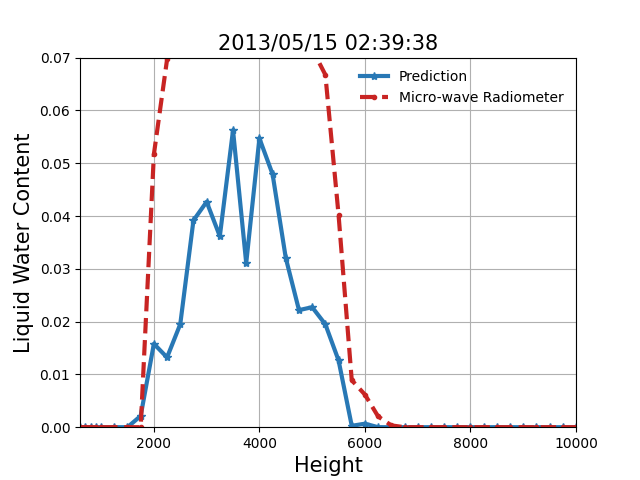 2013/05/15 02:39:38
0.07
0.06
0.05
0.04
0.03
0.02
0.01
0.00
Liquid Water Content
Prediction
Micro-wave Radiometer
2000 4000 6000 8000 10000
Height